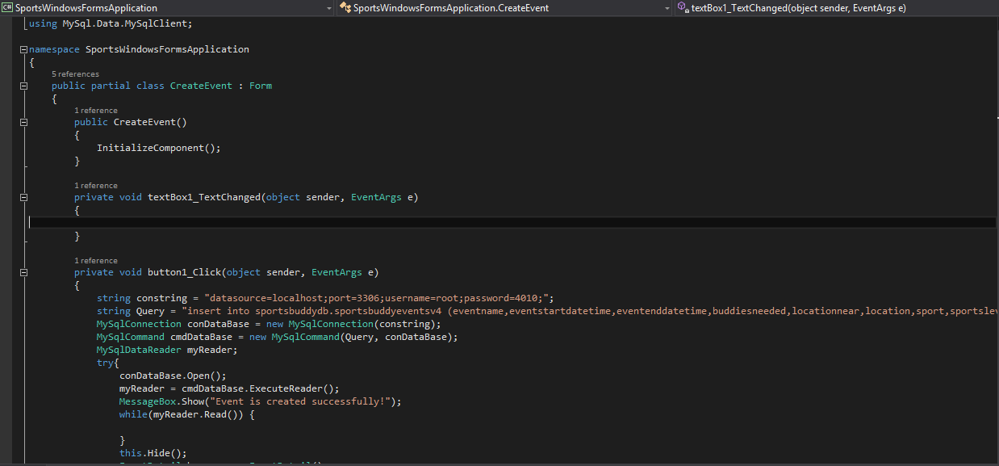 C# SportsWindowsFormsApplication SportsWindowsFormsApplication.CreateEvent textBox1_TextChanged(object sender, EventArgs e)
using MySql.Data.MySqlClient;
namespace SportsWindowsFormsApplication
{
5 references
public partial class CreateEvent : Form
{
1 reference
public CreateEvent()
{
InitializeComponent();
}
1 reference
private void textBox1_TextChanged(object sender, EventArgs e)
{
}
1 reference
private void button1_Click(object sender, EventArgs e)
{
string constring = "datasource=localhost;port=3306;username=root;password=4010;";
string Query = "insert into sportsbuddydb.sportsbuddyeventsv4 (eventname,eventstartdatetime,eventenddatetime,buddiesneeded,locationnear,location,sport,sportslev
MySqlConnection conDataBase = new MySqlConnection(constring);
MySqlCommand cmdDataBase = new MySqlCommand(Query, conDataBase);
MySqlDataReader myReader;
try{
conDataBase.Open();
myReader = cmdDataBase.ExecuteReader();
MessageBox.Show("Event is created successfully!");
while(myReader.Read()) {
}
this.Hide();